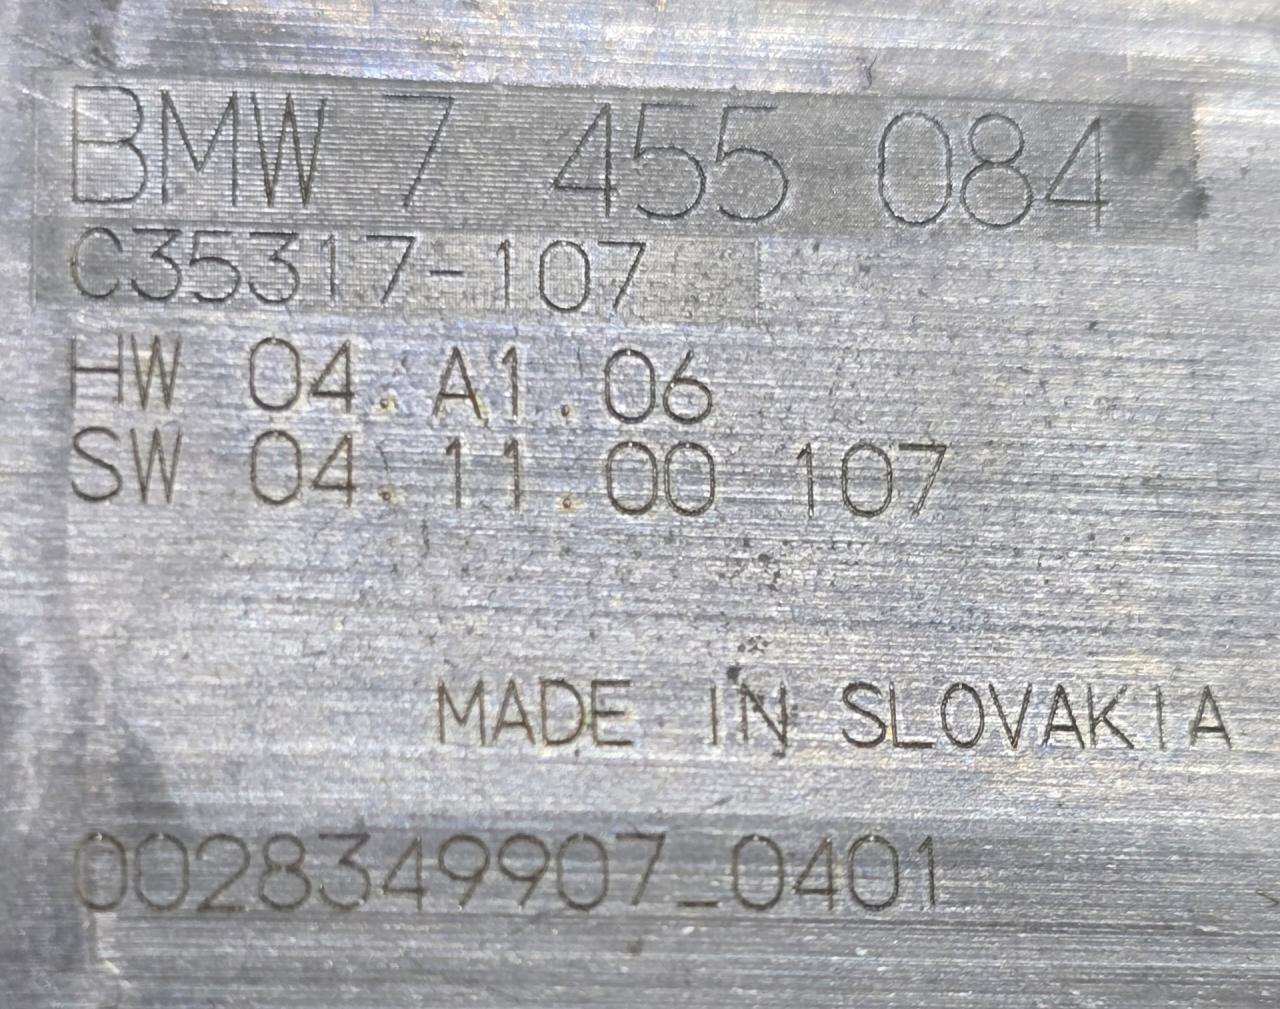 BMW 7 455 084
C35317-107
HW 04.A1.06
SW 04.11.00 107
MADE IN SLOVAKIA
0028349907_0401